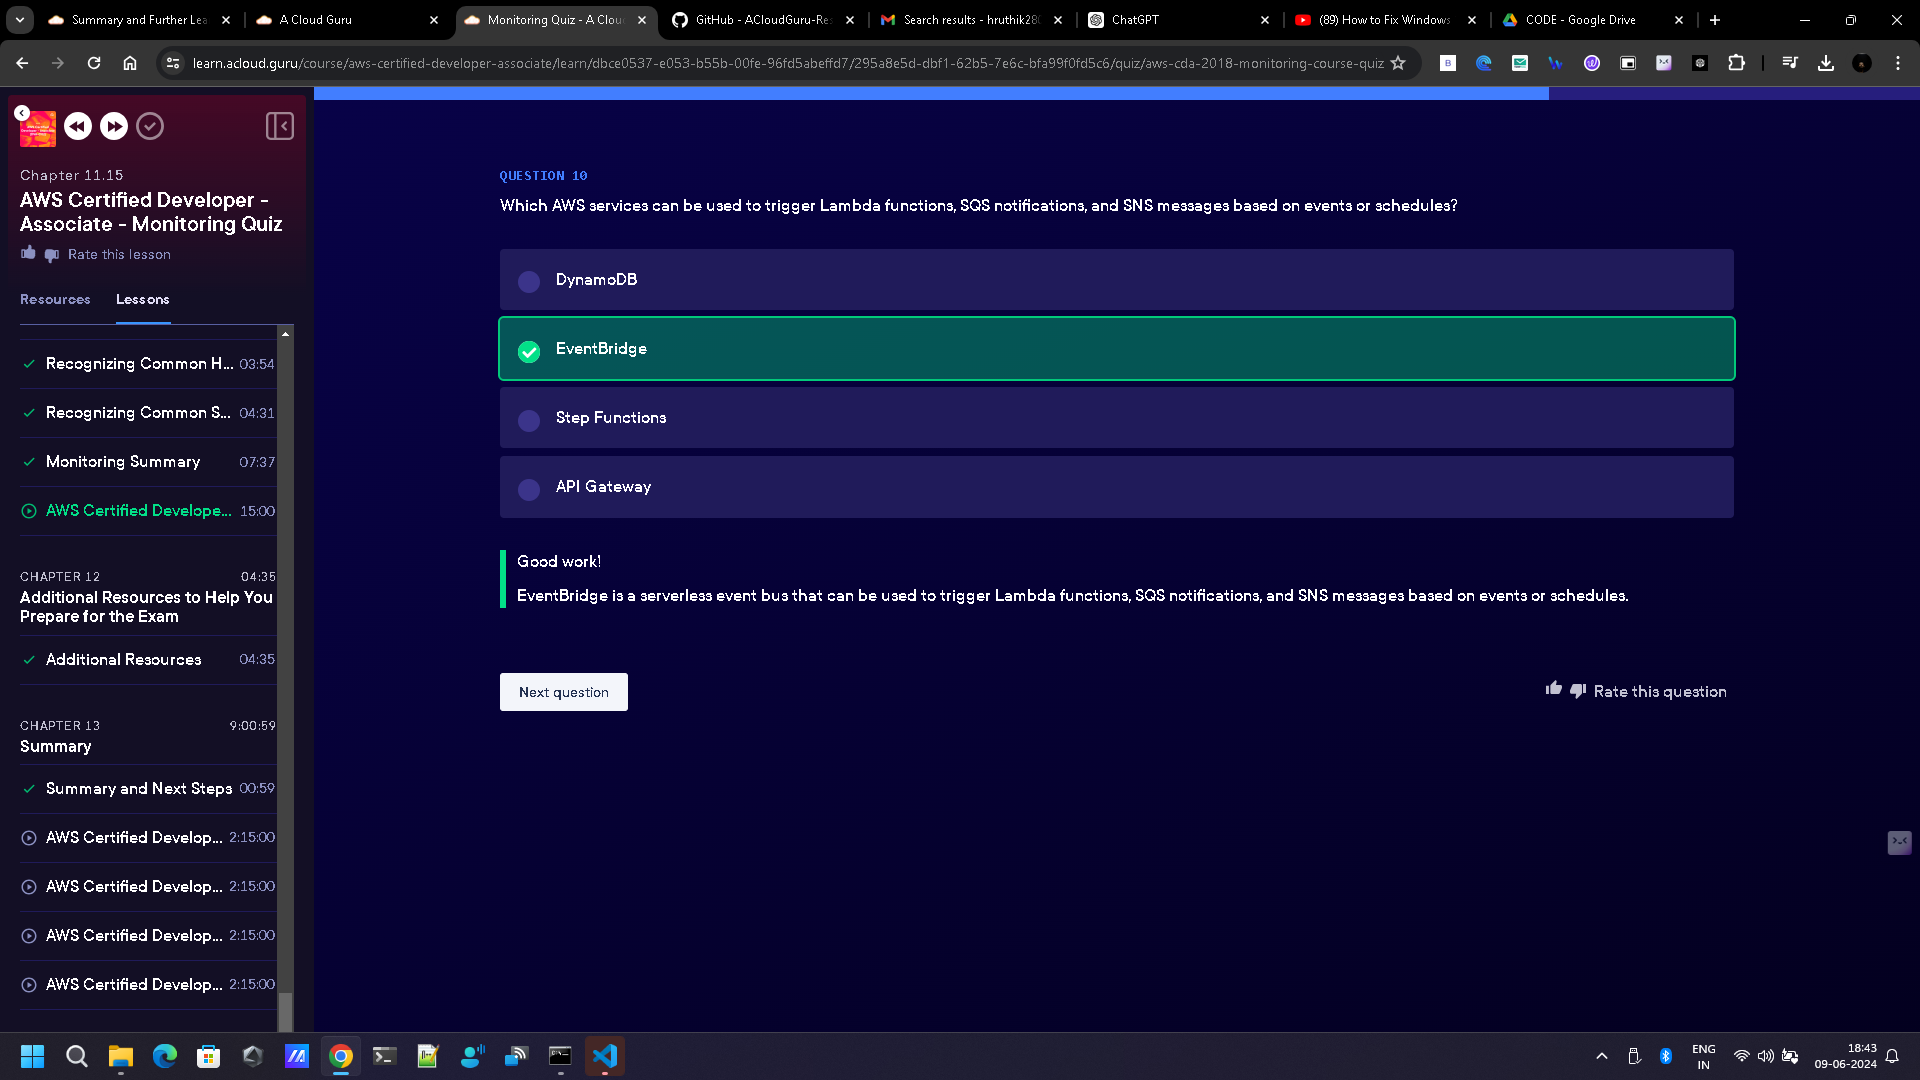 Summary and Further Lea
A Cloud Guru
Monitoring Quiz - A Clou
GitHub - ACloudGuru-Res
Search results - hruthik280
ChatGPT
(89) How to Fix Windows
CODE - Google Drive
learn.acloud.guru/course/aws-certified-developer-associate/learn/dbce0537-e053-b55b-00fe-96fd5abeffd7/295a8e5d-dbf1-62b5-7e6c-bfa99f0fd5c6/quiz/aws-cda-2018-monitoring-course-quiz
Chapter 11.15
AWS Certified Developer -
Associate - Monitoring Quiz
Rate this lesson
Resources
Lessons
Recognizing Common H... 03:54
Recognizing Common S... 04:31
Monitoring Summary 07:37
AWS Certified Develope... 15:00
CHAPTER 12 04:35
Additional Resources to Help You
Prepare for the Exam
Additional Resources 04:35
CHAPTER 13 9:00:59
Summary
Summary and Next Steps 00:59
AWS Certified Develop... 2:15:00
AWS Certified Develop... 2:15:00
AWS Certified Develop... 2:15:00
AWS Certified Develop... 2:15:00
QUESTION 10
Which AWS services can be used to trigger Lambda functions, SQS notifications, and SNS messages based on events or schedules?
DynamoDB
EventBridge
Step Functions
API Gateway
Good work!
EventBridge is a serverless event bus that can be used to trigger Lambda functions, SQS notifications, and SNS messages based on events or schedules.
Next question
Rate this question
ENG
IN
18:43
09-06-2024